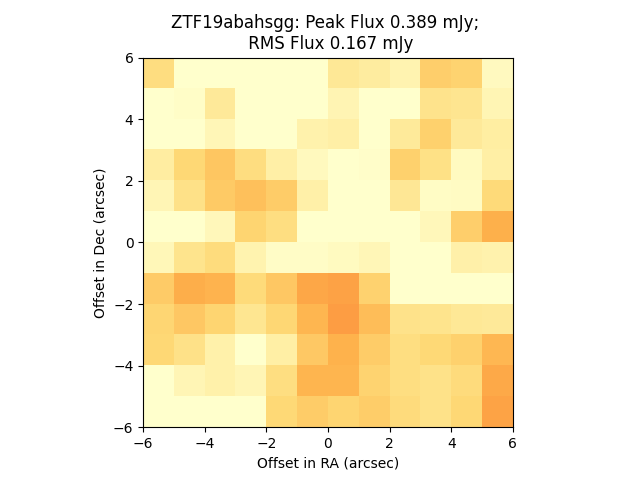 ZTF19abahsgg: Peak Flux 0.389 mJy;
RMS Flux 0.167 mJy
6
4
2
0
−2
−4
−6
Offset in Dec (arcsec)
−6 −4 −2 0 2 4 6
Offset in RA (arcsec)